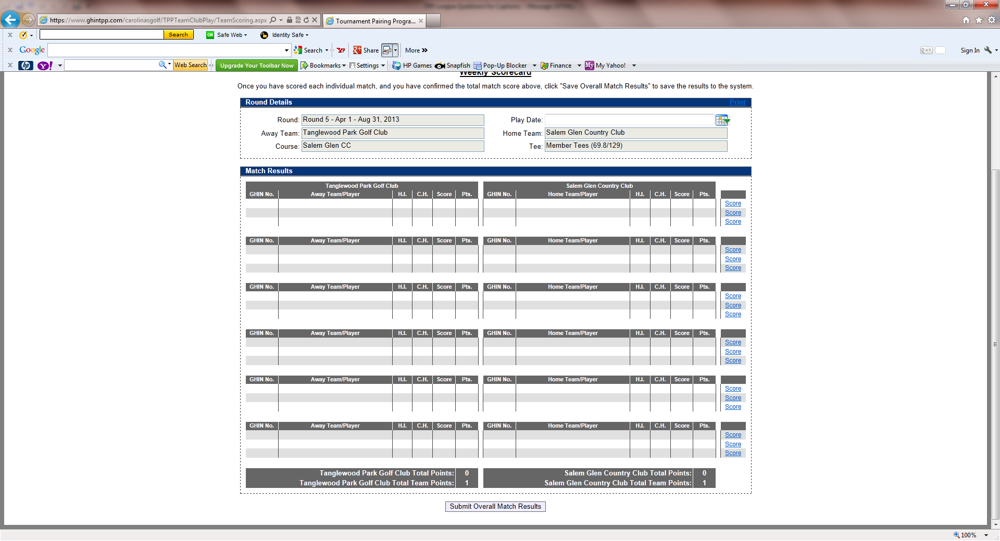 https://www.ghintpp.com/carolinasgolf/TPPTeamClubPlay/TeamScoring.aspx
Tournament Pairing Progra...
Search
OK Safe Web
Identity Safe
Google
Search
Share
More »
+1
Sign In
hp Y!
Web Search
Upgrade Your Toolbar Now
Bookmarks
Settings
HP Games
Snapfish
Pop-Up Blocker
Finance
My My Yahoo!
Weekly Scorecard
Once you have scored each individual match, and you have confirmed the total match score above, click "Save Overall Match Results" to save the results to the system.
Round Details Print
Round: Round 5 - Apr 1 - Aug 31, 2013 Play Date:
Away Team: Tanglewood Park Golf Club Home Team: Salem Glen Country Club
Course: Salem Glen CC Tee: Member Tees (69.8/129)
Match Results
Tanglewood Park Golf Club Salem Glen Country Club
GHIN No. Away Team/Player H.I. C.H. Score Pts. GHIN No. Home Team/Player H.I. C.H. Score Pts.
Score
Score
Score
GHIN No. Away Team/Player H.I. C.H. Score Pts. GHIN No. Home Team/Player H.I. C.H. Score Pts.
Score
Score
Score
GHIN No. Away Team/Player H.I. C.H. Score Pts. GHIN No. Home Team/Player H.I. C.H. Score Pts.
Score
Score
Score
GHIN No. Away Team/Player H.I. C.H. Score Pts. GHIN No. Home Team/Player H.I. C.H. Score Pts.
Score
Score
Score
GHIN No. Away Team/Player H.I. C.H. Score Pts. GHIN No. Home Team/Player H.I. C.H. Score Pts.
Score
Score
Score
GHIN No. Away Team/Player H.I. C.H. Score Pts. GHIN No. Home Team/Player H.I. C.H. Score Pts.
Score
Score
Score
Tanglewood Park Golf Club Total Points: 0 Salem Glen Country Club Total Points: 0
Tanglewood Park Golf Club Total Team Points: 1 Salem Glen Country Club Total Team Points: 1
Submit Overall Match Results
100%